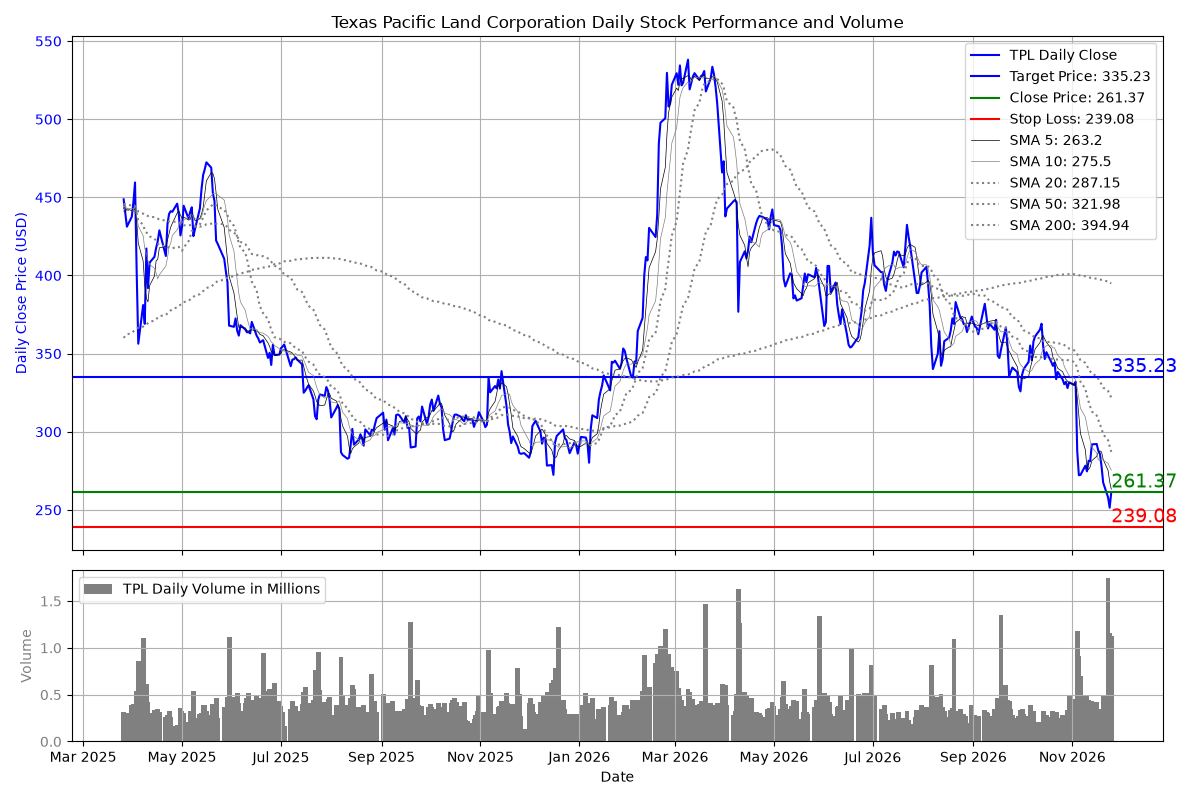 Texas Pacific Land Corporation Daily Stock Performance and Volume
Daily Close Price (USD)
550
500
450
400
350
300
250
TPL Daily Close
Target Price: 335.23
Close Price: 261.37
Stop Loss: 239.08
SMA 5: 263.2
SMA 10: 275.5
SMA 20: 287.15
SMA 50: 321.98
SMA 200: 394.94
335.23
261.37
239.08
TPL Daily Volume in Millions
Volume
1.5
1.0
0.5
0.0
Mar 2025 May 2025 Jul 2025 Sep 2025 Nov 2025 Jan 2026 Mar 2026 May 2026 Jul 2026 Sep 2026 Nov 2026
Date